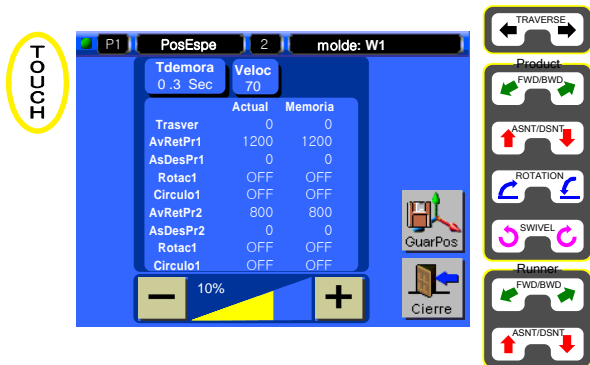 TOUCH
P1 PosEspe 2 molde: W1
Tdemora Veloc
0 .3 Sec 70
Actual Memoria
Trasver 0 0
AvRetPr1 1200 1200
AsDesPr1 0 0
Rotac1 OFF OFF
Circulo1 OFF OFF
AvRetPr2 800 800
AsDesPr2 0 0
Rotac1 OFF OFF
Circulo1 OFF OFF
10%
GuarPos
Cierre
TRAVERSE
Product
FWD/BWD
ASNT/DSNT
ROTATION
SWIVEL
Runner
FWD/BWD
ASNT/DSNT